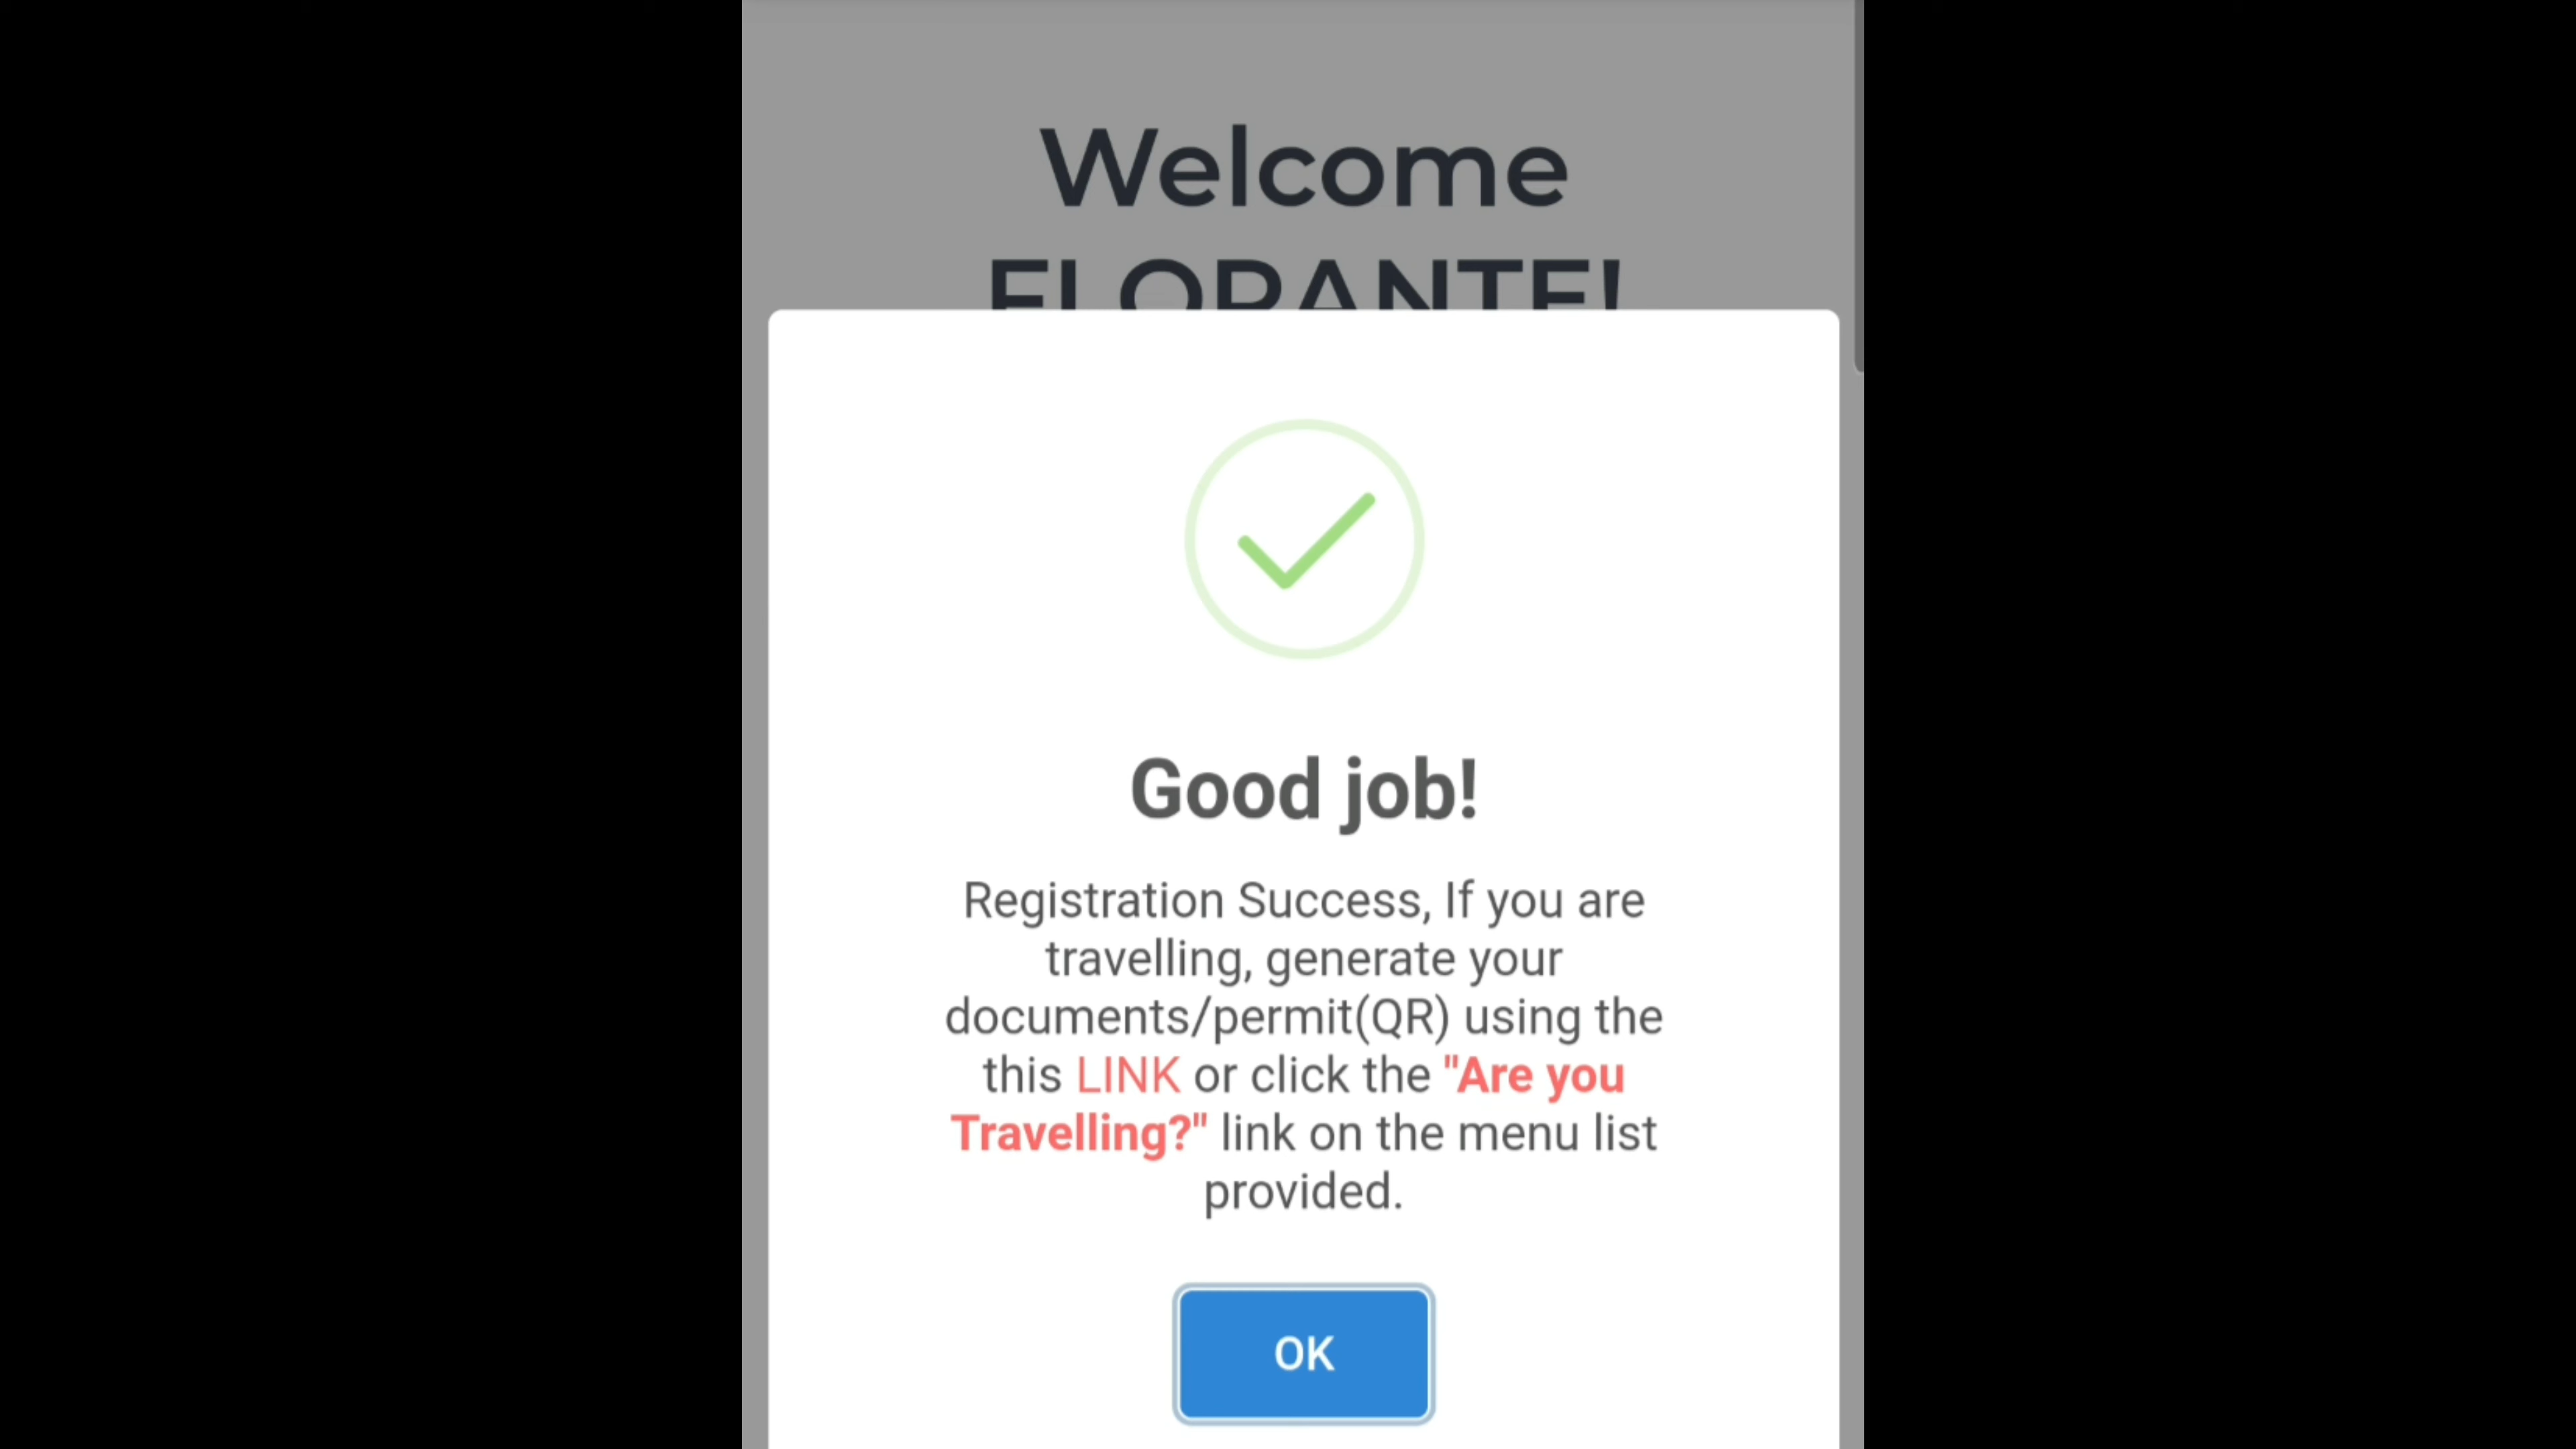 Welcome
FLORANTE!
Good job!
Registration Success, If you are
travelling, generate your
documents/permit(QR) using the
this LINK or click the "Are you
Travelling?" link on the menu list
provided.
OK